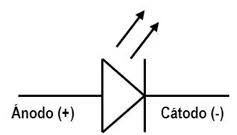 Ánodo (+)
Cátodo (-)